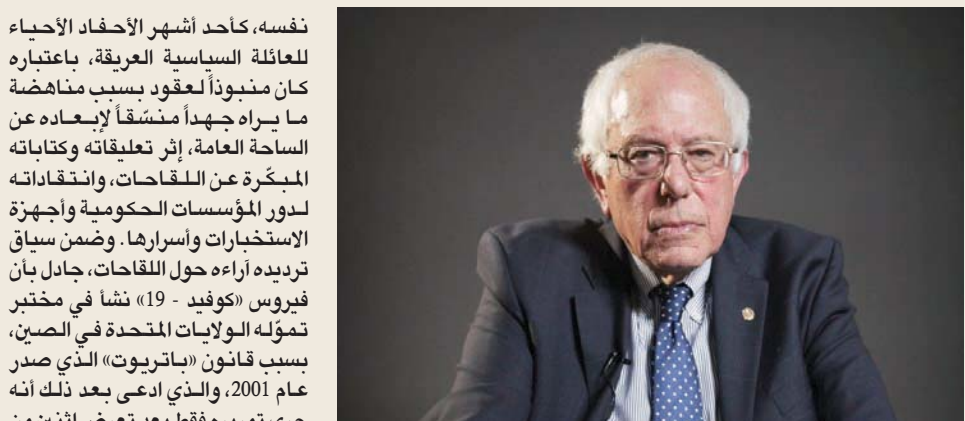 نفسه، كأحد أشهر الأحفاد الأحياء
للعائلة السياسية العريقة، باعتباره
كان منبوذاً لعقود بسبب مناهضة
ما يراه جهداً منسّقاً لإبعاده عن
الساحة العامة، إثر تعليقاته وكتاباته
المبكّرة عن اللقاحات، وانتقاداته
لدور المؤسسات الحكومية وأجهزة
الاستخبارات وأسرارها. وضمن سياق
ترديده آراءه حول اللقاحات، جادل بأن
فيروس «كوفيد - 19» نشأ في مختبر
تموّله الولايات المتحدة في الصين،
بسبب قانون «باتريوت» الذي صدر
عام 2001، والذي ادعى بعد ذلك أنه